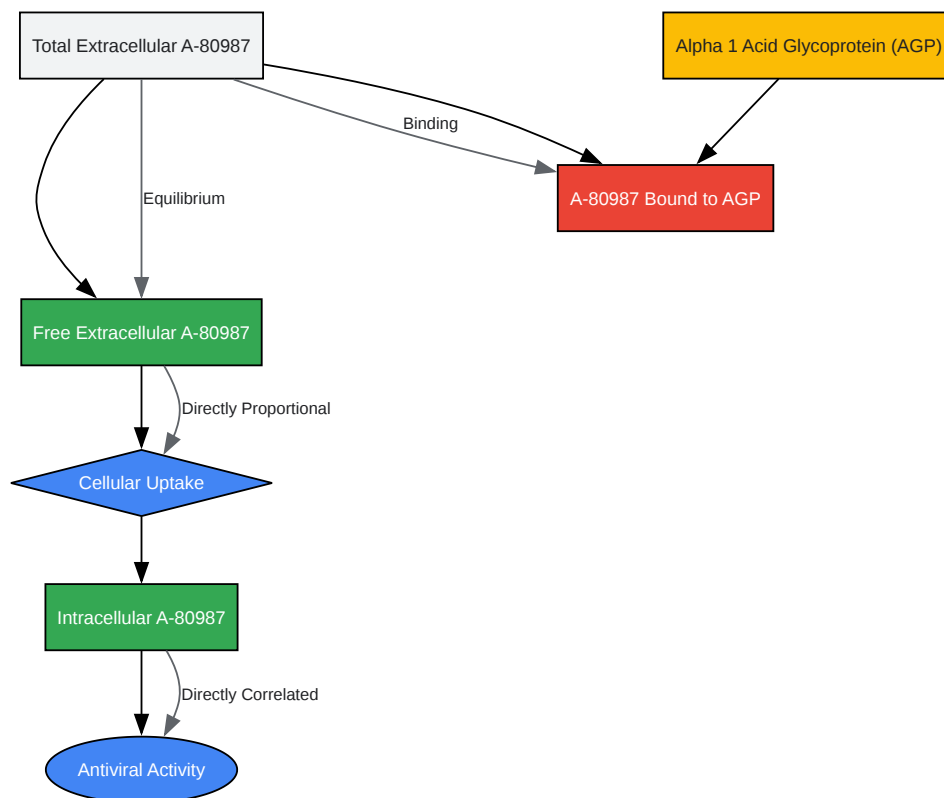 Total Extracellular A-80987
Alpha 1 Acid Glycoprotein (AGP)
Binding
A-80987 Bound to AGP
Equilibrium
Free Extracellular A-80987
Directly Proportional
Cellular Uptake
Intracellular A-80987
Directly Correlated
Antiviral Activity